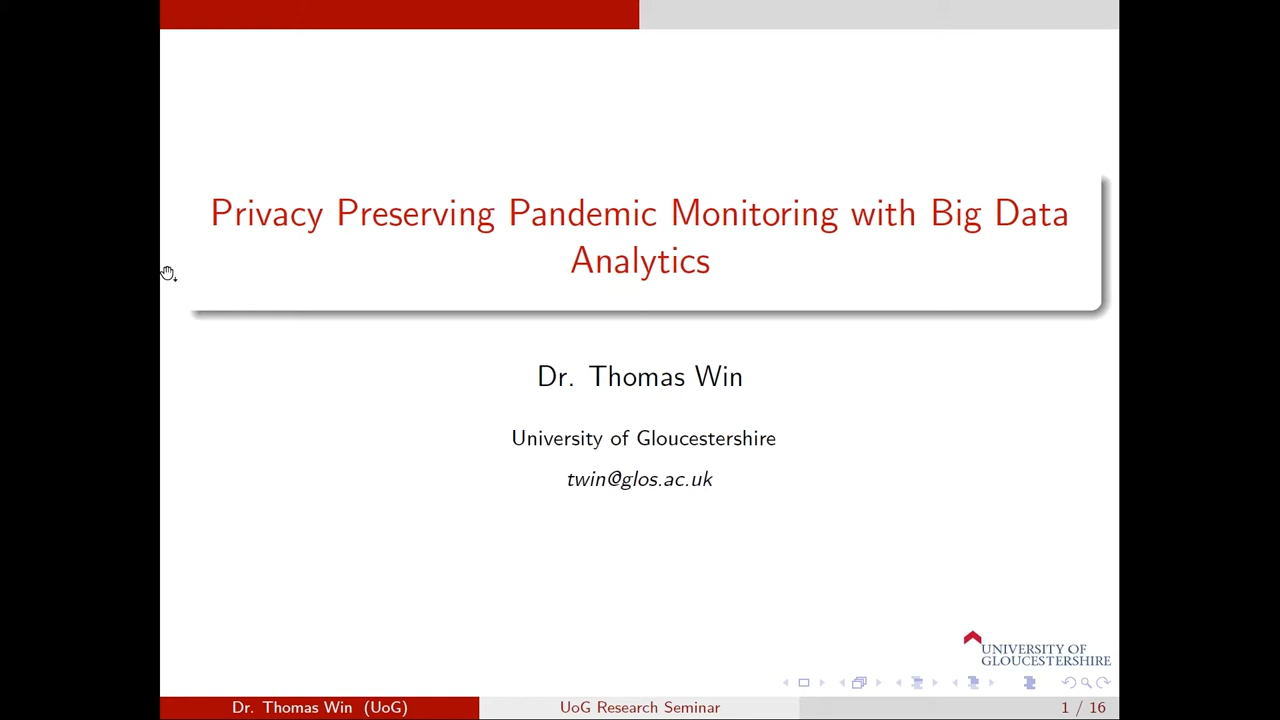 Privacy Preserving Pandemic Monitoring with Big Data
Analytics
Dr. Thomas Win
University of Gloucestershire
twin@glos.ac.uk
UNIVERSITY OF
GLOUCESTERSHIRE
Dr. Thomas Win (UoG)
UoG Research Seminar
1 / 16